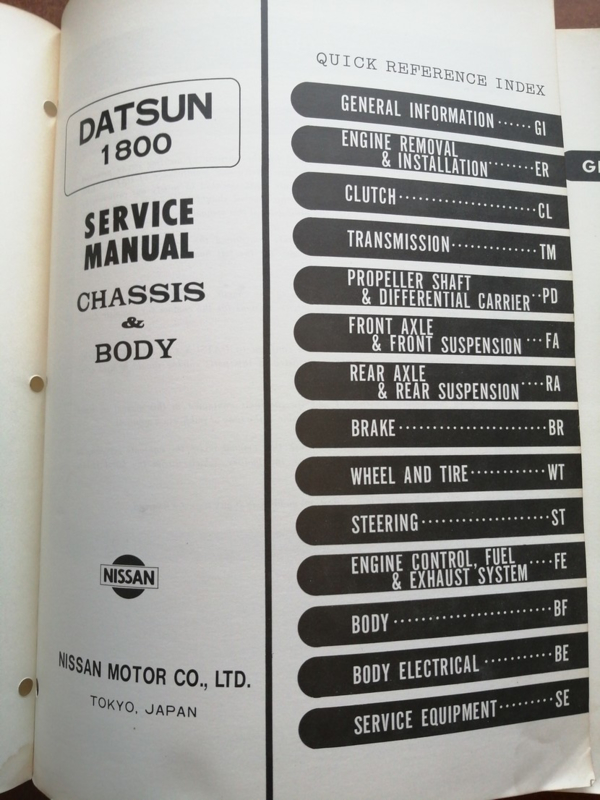 DATSUN
1800
SERVICE
MANUAL
CHASSIS
&
BODY
NISSAN
NISSAN MOTOR CO., LTD.
TOKYO, JAPAN
QUICK REFERENCE INDEX
GENERAL INFORMATION······GI
ENGINE REMOVAL
& INSTALLATION········ER
CLUTCH·······················CL
TRANSMISSION··············TM
PROPELLER SHAFT
& DIFFERENTIAL CARRIER··PD
FRONT AXLE
& FRONT SUSPENSION···FA
REAR AXLE
& REAR SUSPENSION····RA
BRAKE························BR
WHEEL AND TIRE············WT
STEERING·····················ST
ENGINE CONTROL, FUEL
& EXHAUST SYSTEM····FE
BODY··························BF
BODY ELECTRICAL···········BE
SERVICE EQUIPMENT·········SE